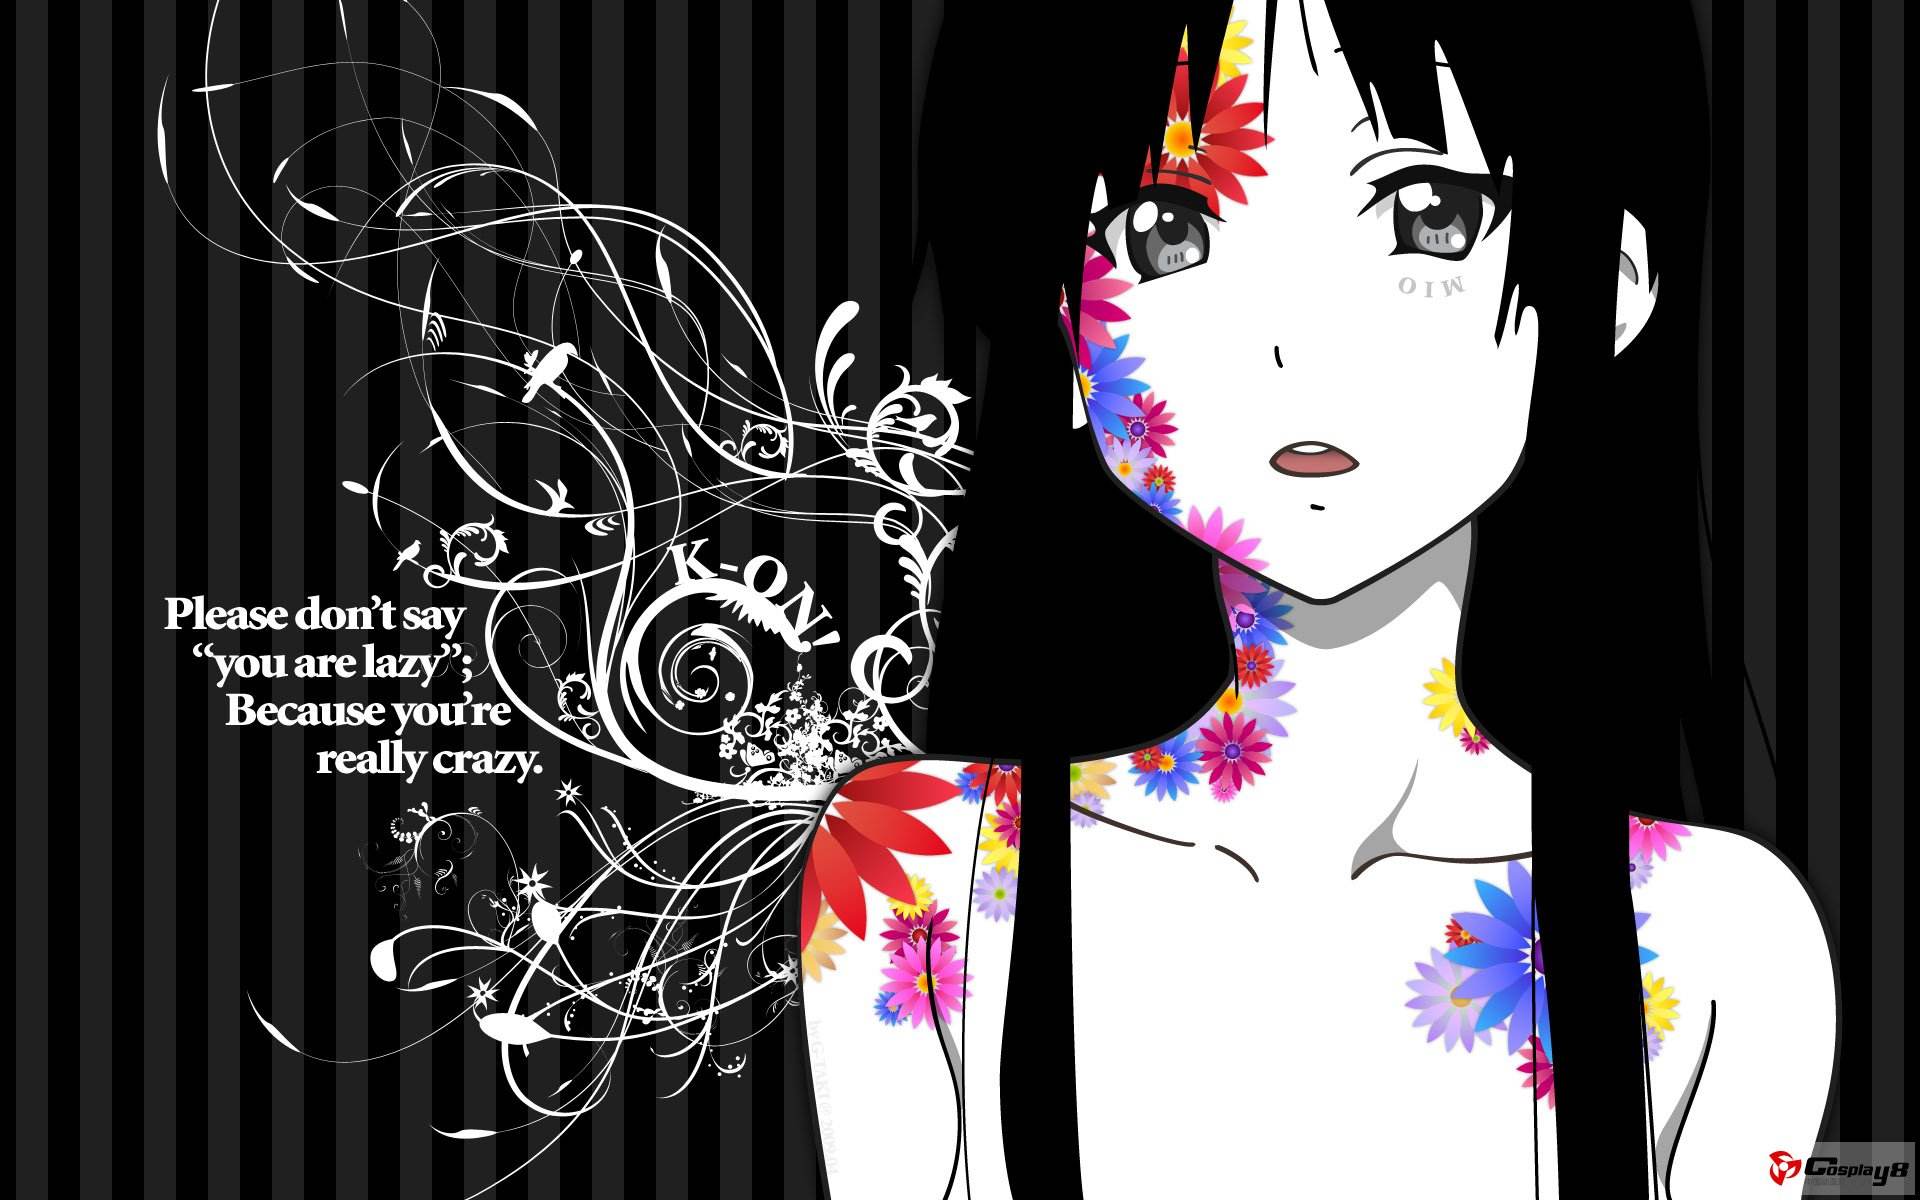 MIO
K-ON!
Please don't say
“you are lazy”;
Because you're
really crazy.
Cosplay8